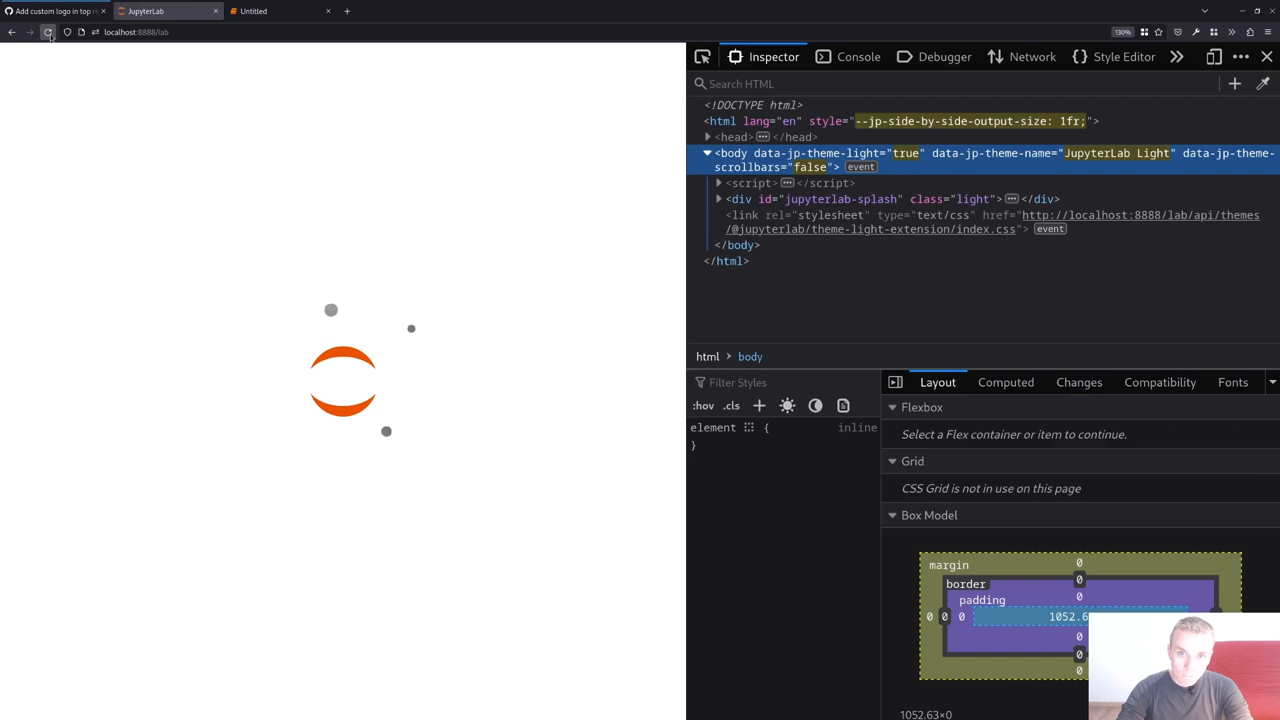 Add custom logo in top ri
JupyterLab
Untitled
localhost:8888/lab
130%
Inspector
Console
Debugger
Network
Style Editor
Search HTML
<!DOCTYPE html>
<html lang="en" style="--jp-side-by-side-output-size: 1fr;">
<head> </head>
<body data-jp-theme-light="true" data-jp-theme-name="JupyterLab Light" data-jp-theme-
scrollbars="false"> event
<script> </script>
<div id="jupyterlab-splash" class="light"> </div>
<link rel="stylesheet" type="text/css" href="http://localhost:8888/lab/api/themes
/@jupyterlab/theme-light-extension/index.css"> event
</body>
</html>
html > body
Filter Styles
:hov .cls
element { inline
}
Layout
Computed
Changes
Compatibility
Fonts
Flexbox
Select a Flex container or item to continue.
Grid
CSS Grid is not in use on this page
Box Model
margin 0
border 0
padding 0
0 0 0 1052.6
0
0
0
1052.63×0